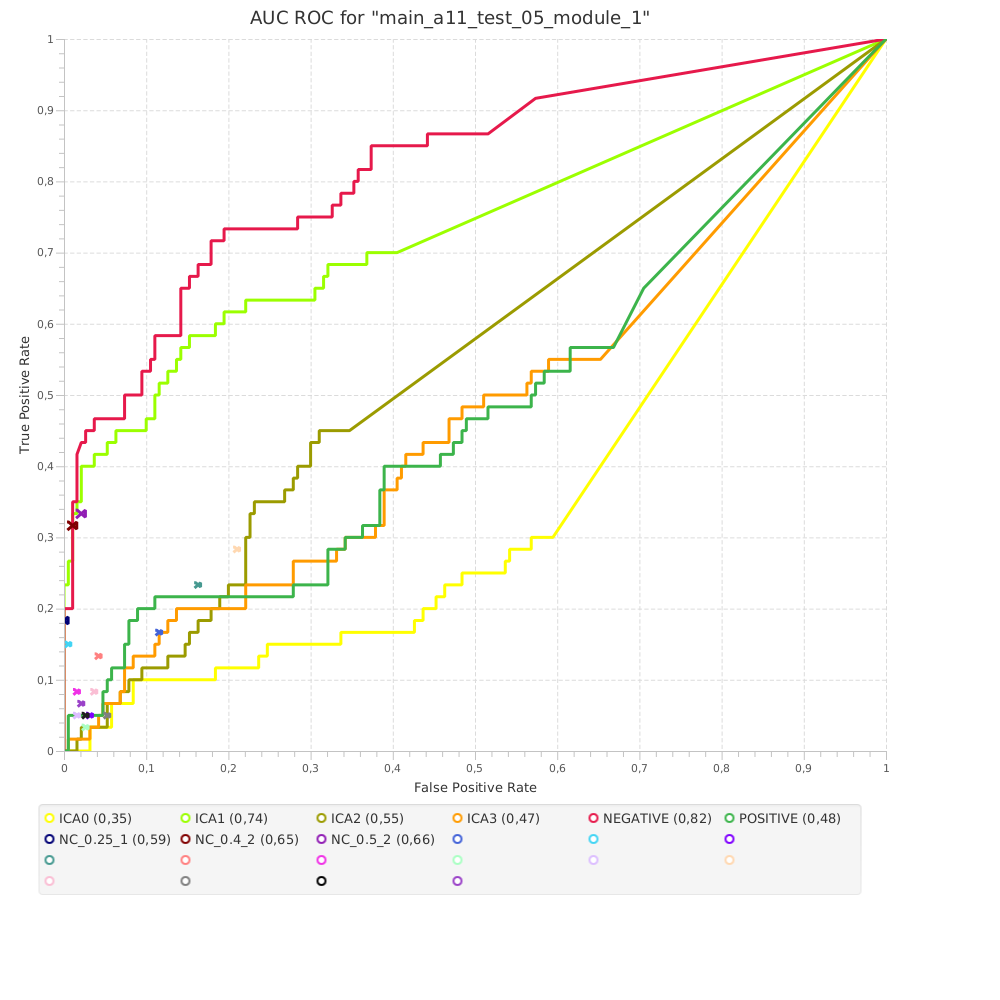 AUC ROC for "main_a11_test_05_module_1"
1
0,9
0,8
0,7
0,6
0,5
0,4
0,3
0,2
0,1
0
True Positive Rate
0 0,1 0,2 0,3 0,4 0,5 0,6 0,7 0,8 0,9 1
False Positive Rate
ICA0 (0,35) ICA1 (0,74) ICA2 (0,55) ICA3 (0,47) NEGATIVE (0,82) POSITIVE (0,48)
NC_0.25_1 (0,59) NC_0.4_2 (0,65) NC_0.5_2 (0,66)